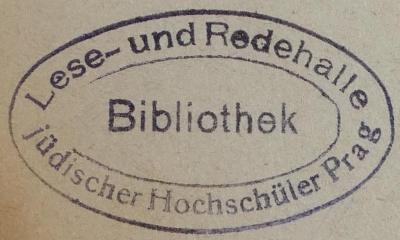 Lese- und Redehalle
Bibliothek
jüdischer Hochschüler Prag